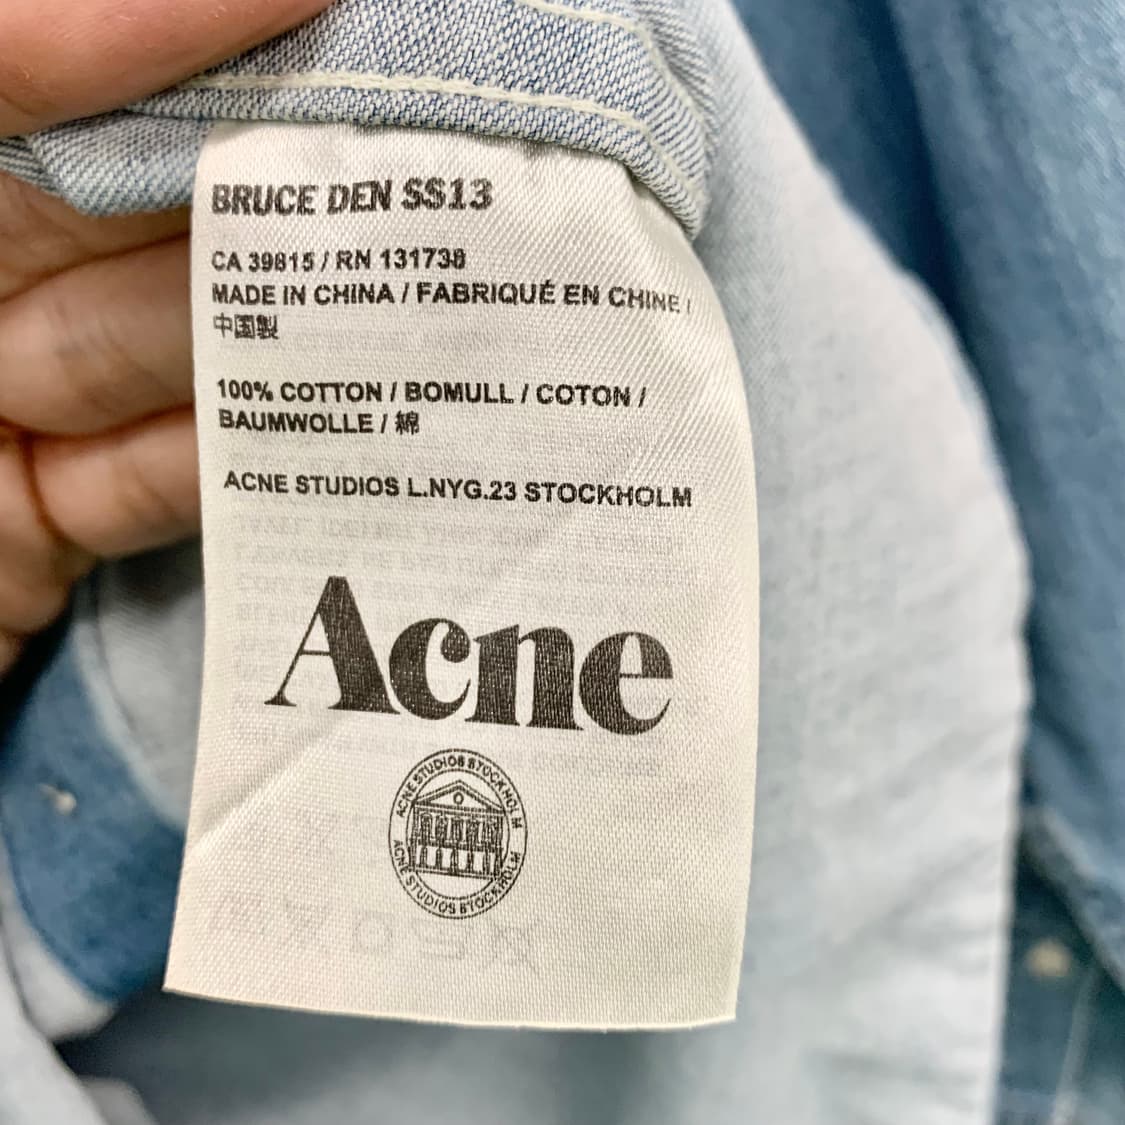 BRUCE DEN SS13
CA 39815 / RN 131738
MADE IN CHINA / FABRIQUÉ EN CHINE /
中国製
100% COTTON / BOMULL / COTON /
BAUMWOLLE / 綿
ACNE STUDIOS L.NYG.23 STOCKHOLM
Acne
ACNE STUDIOS STOCKHOLM
ACNE STUDIOS STOCKHOLM